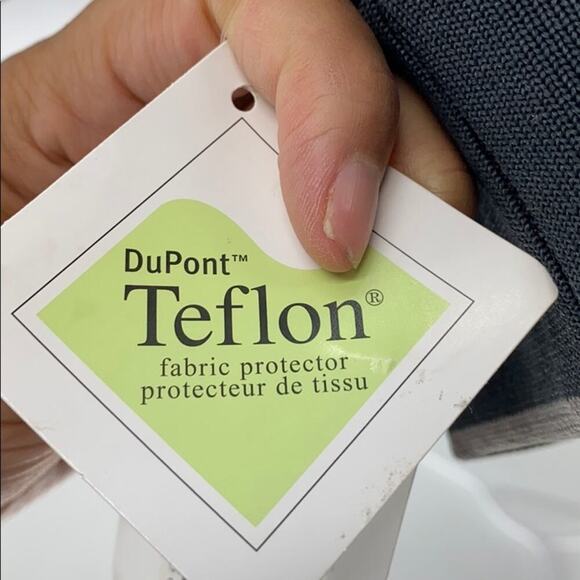 DuPont™
Teflon®
fabric protector
protecteur de tissu